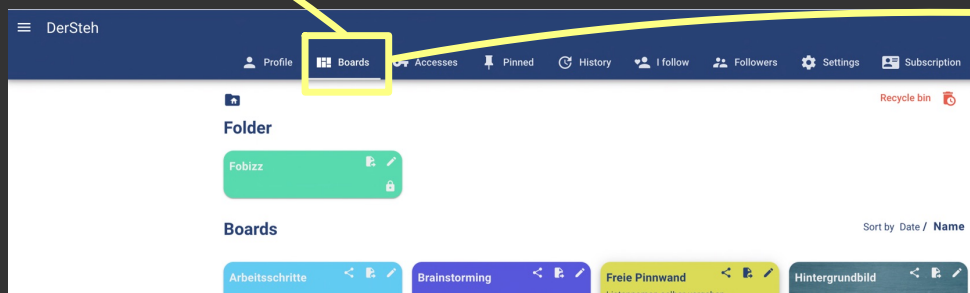 DerSteh
Profile Boards Accesses Pinned History I follow Followers Settings Subscription
Recycle bin
Folder
Fobizz
Boards
Sort by Date / Name
Arbeitsschritte Brainstorming Freie Pinnwand Hintergrundbild